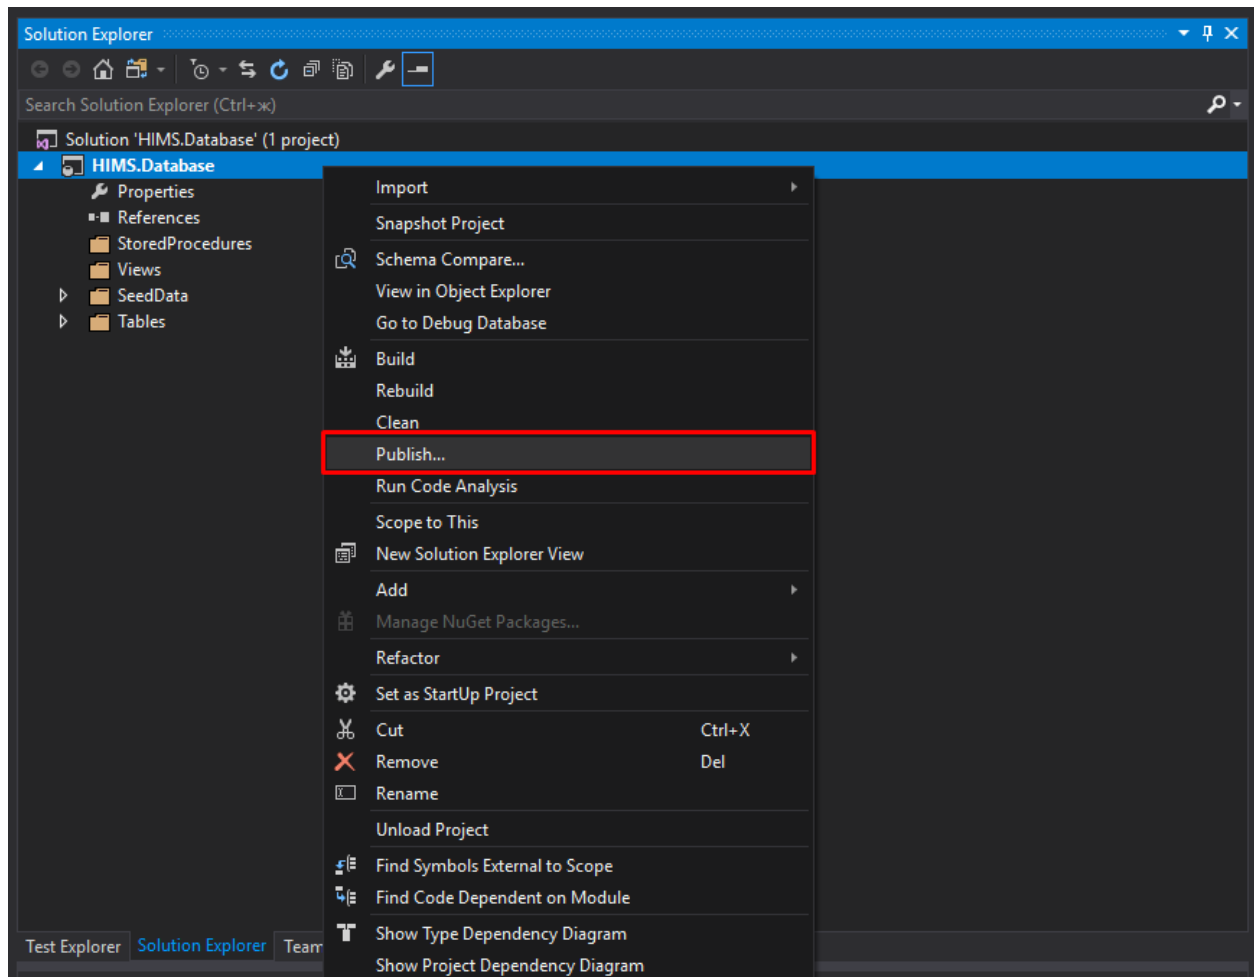 Solution Explorer
Search Solution Explorer (Ctrl+ж)
Solution 'HIMS.Database' (1 project)
HIMS.Database
Properties
References
StoredProcedures
Views
SeedData
Tables
Import
Snapshot Project
Schema Compare...
View in Object Explorer
Go to Debug Database
Build
Rebuild
Clean
Publish...
Run Code Analysis
Scope to This
New Solution Explorer View
Add
Manage NuGet Packages...
Refactor
Set as StartUp Project
Cut Ctrl+X
Remove Del
Rename
Unload Project
Find Symbols External to Scope
Find Code Dependent on Module
Show Type Dependency Diagram
Show Project Dependency Diagram
Test Explorer Solution Explorer Team